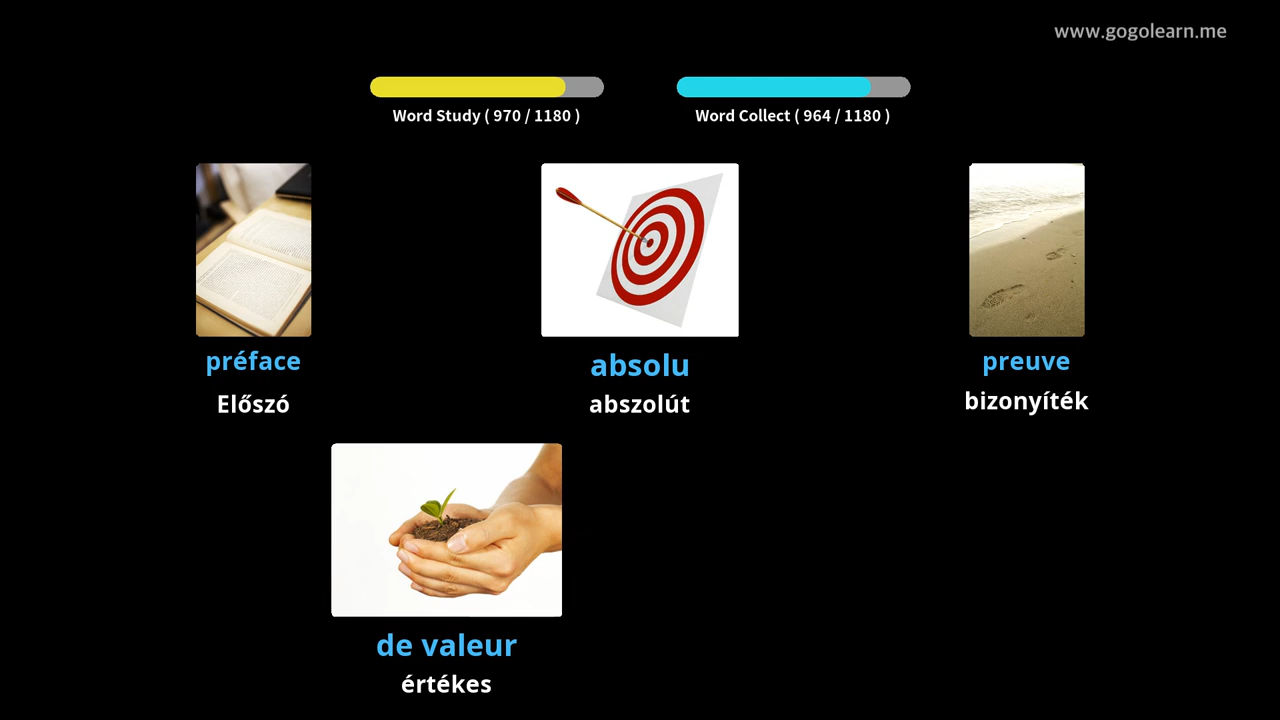 www.gogolearn.me
Word Study ( 970 / 1180 )
Word Collect ( 964 / 1180 )
préface
absolu
preuve
Előszó
abszolút
bizonyíték
de valeur
értékes